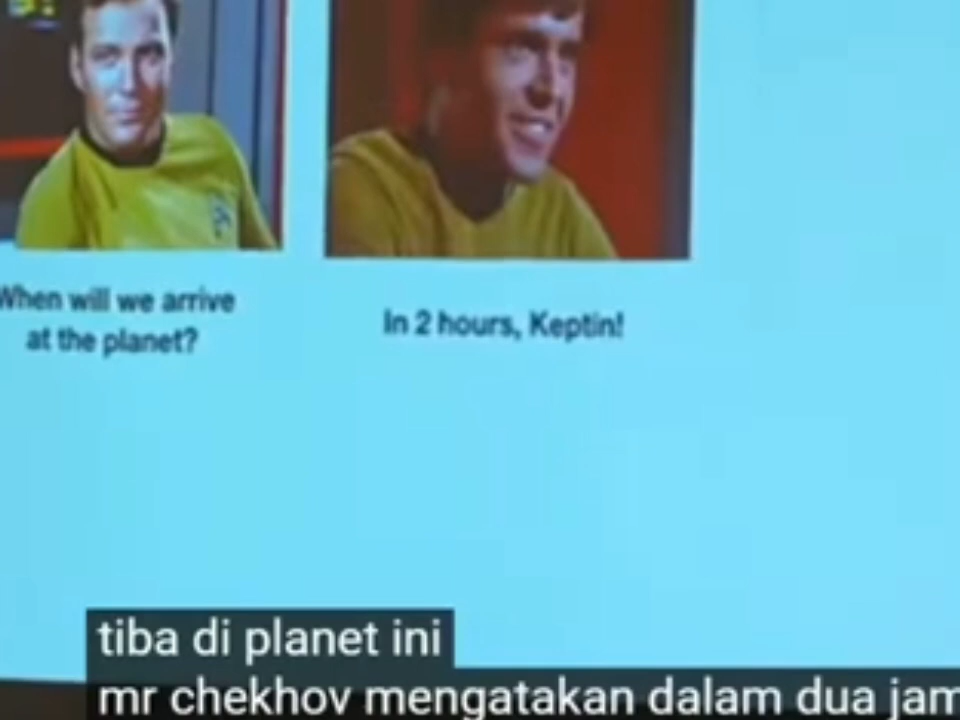 When will we arrive
at the planet?
In 2 hours, Keptin!
tiba di planet ini
mr chekhov mengatakan dalam dua jam